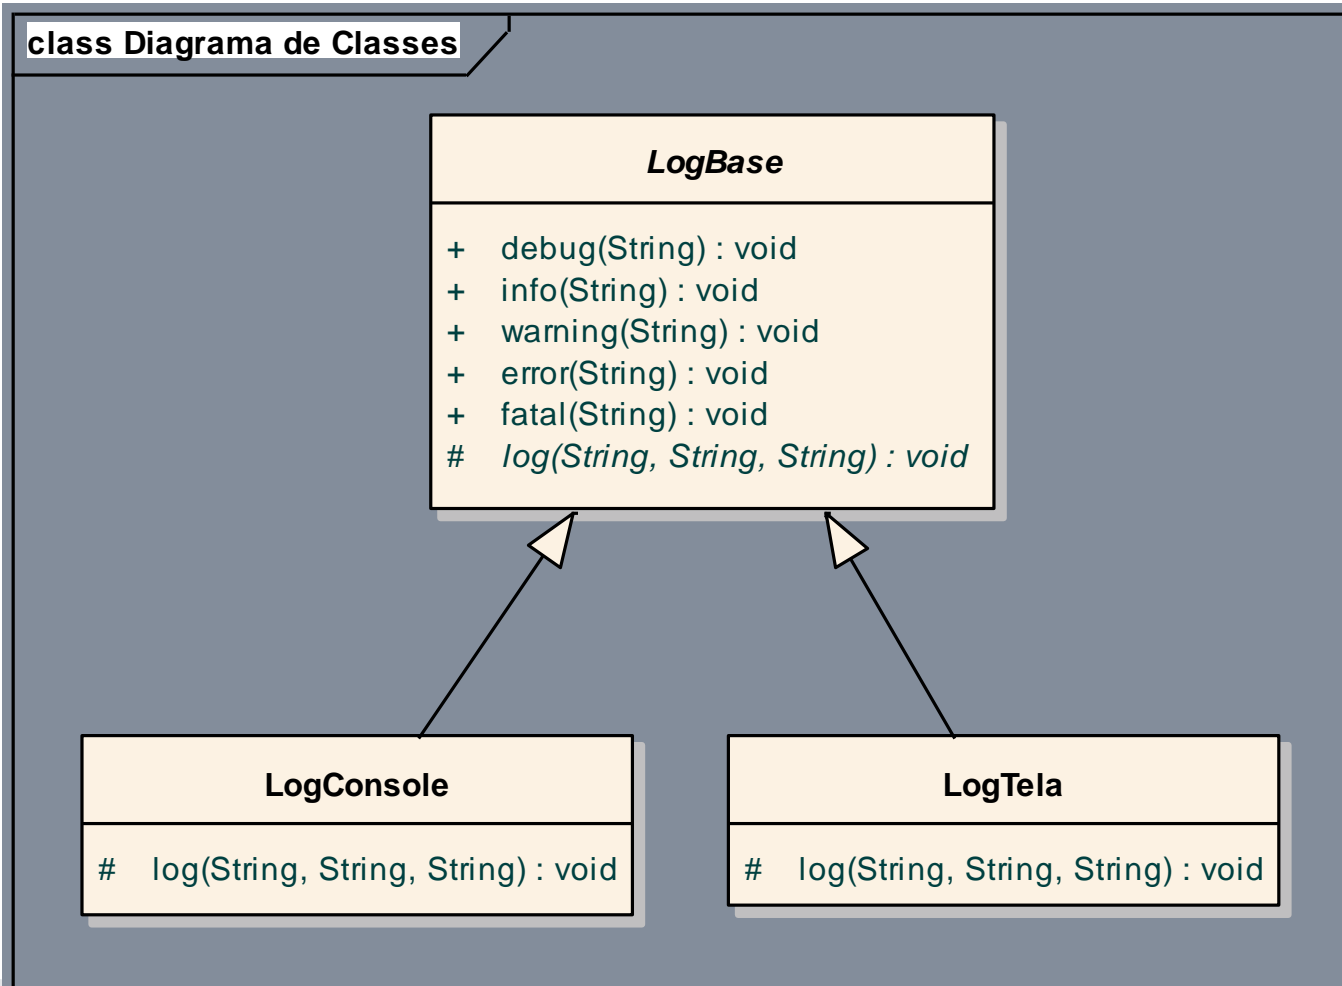 class Diagrama de Classes
LogBase
+ debug(String) : void
+ info(String) : void
+ warning(String) : void
+ error(String) : void
+ fatal(String) : void
# log(String, String, String) : void
LogConsole
# log(String, String, String) : void
LogTela
# log(String, String, String) : void